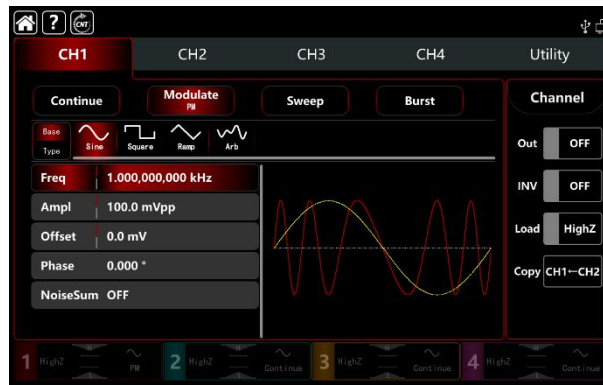 ? CNT
CH1 CH2 CH3 CH4 Utility
Continue Modulate Sweep Burst Channel
PM
Base
Type Sine Square Ramp Arb
Out OFF
Freq 1.000,000,000 kHz
INV OFF
Ampl 100.0 mVpp
Offset 0.0 mV
Load HighZ
Phase 0.000 °
Copy CH1←CH2
NoiseSum OFF
1 HighZ PM 2 HighZ Continue 3 HighZ Continue 4 HighZ Continue